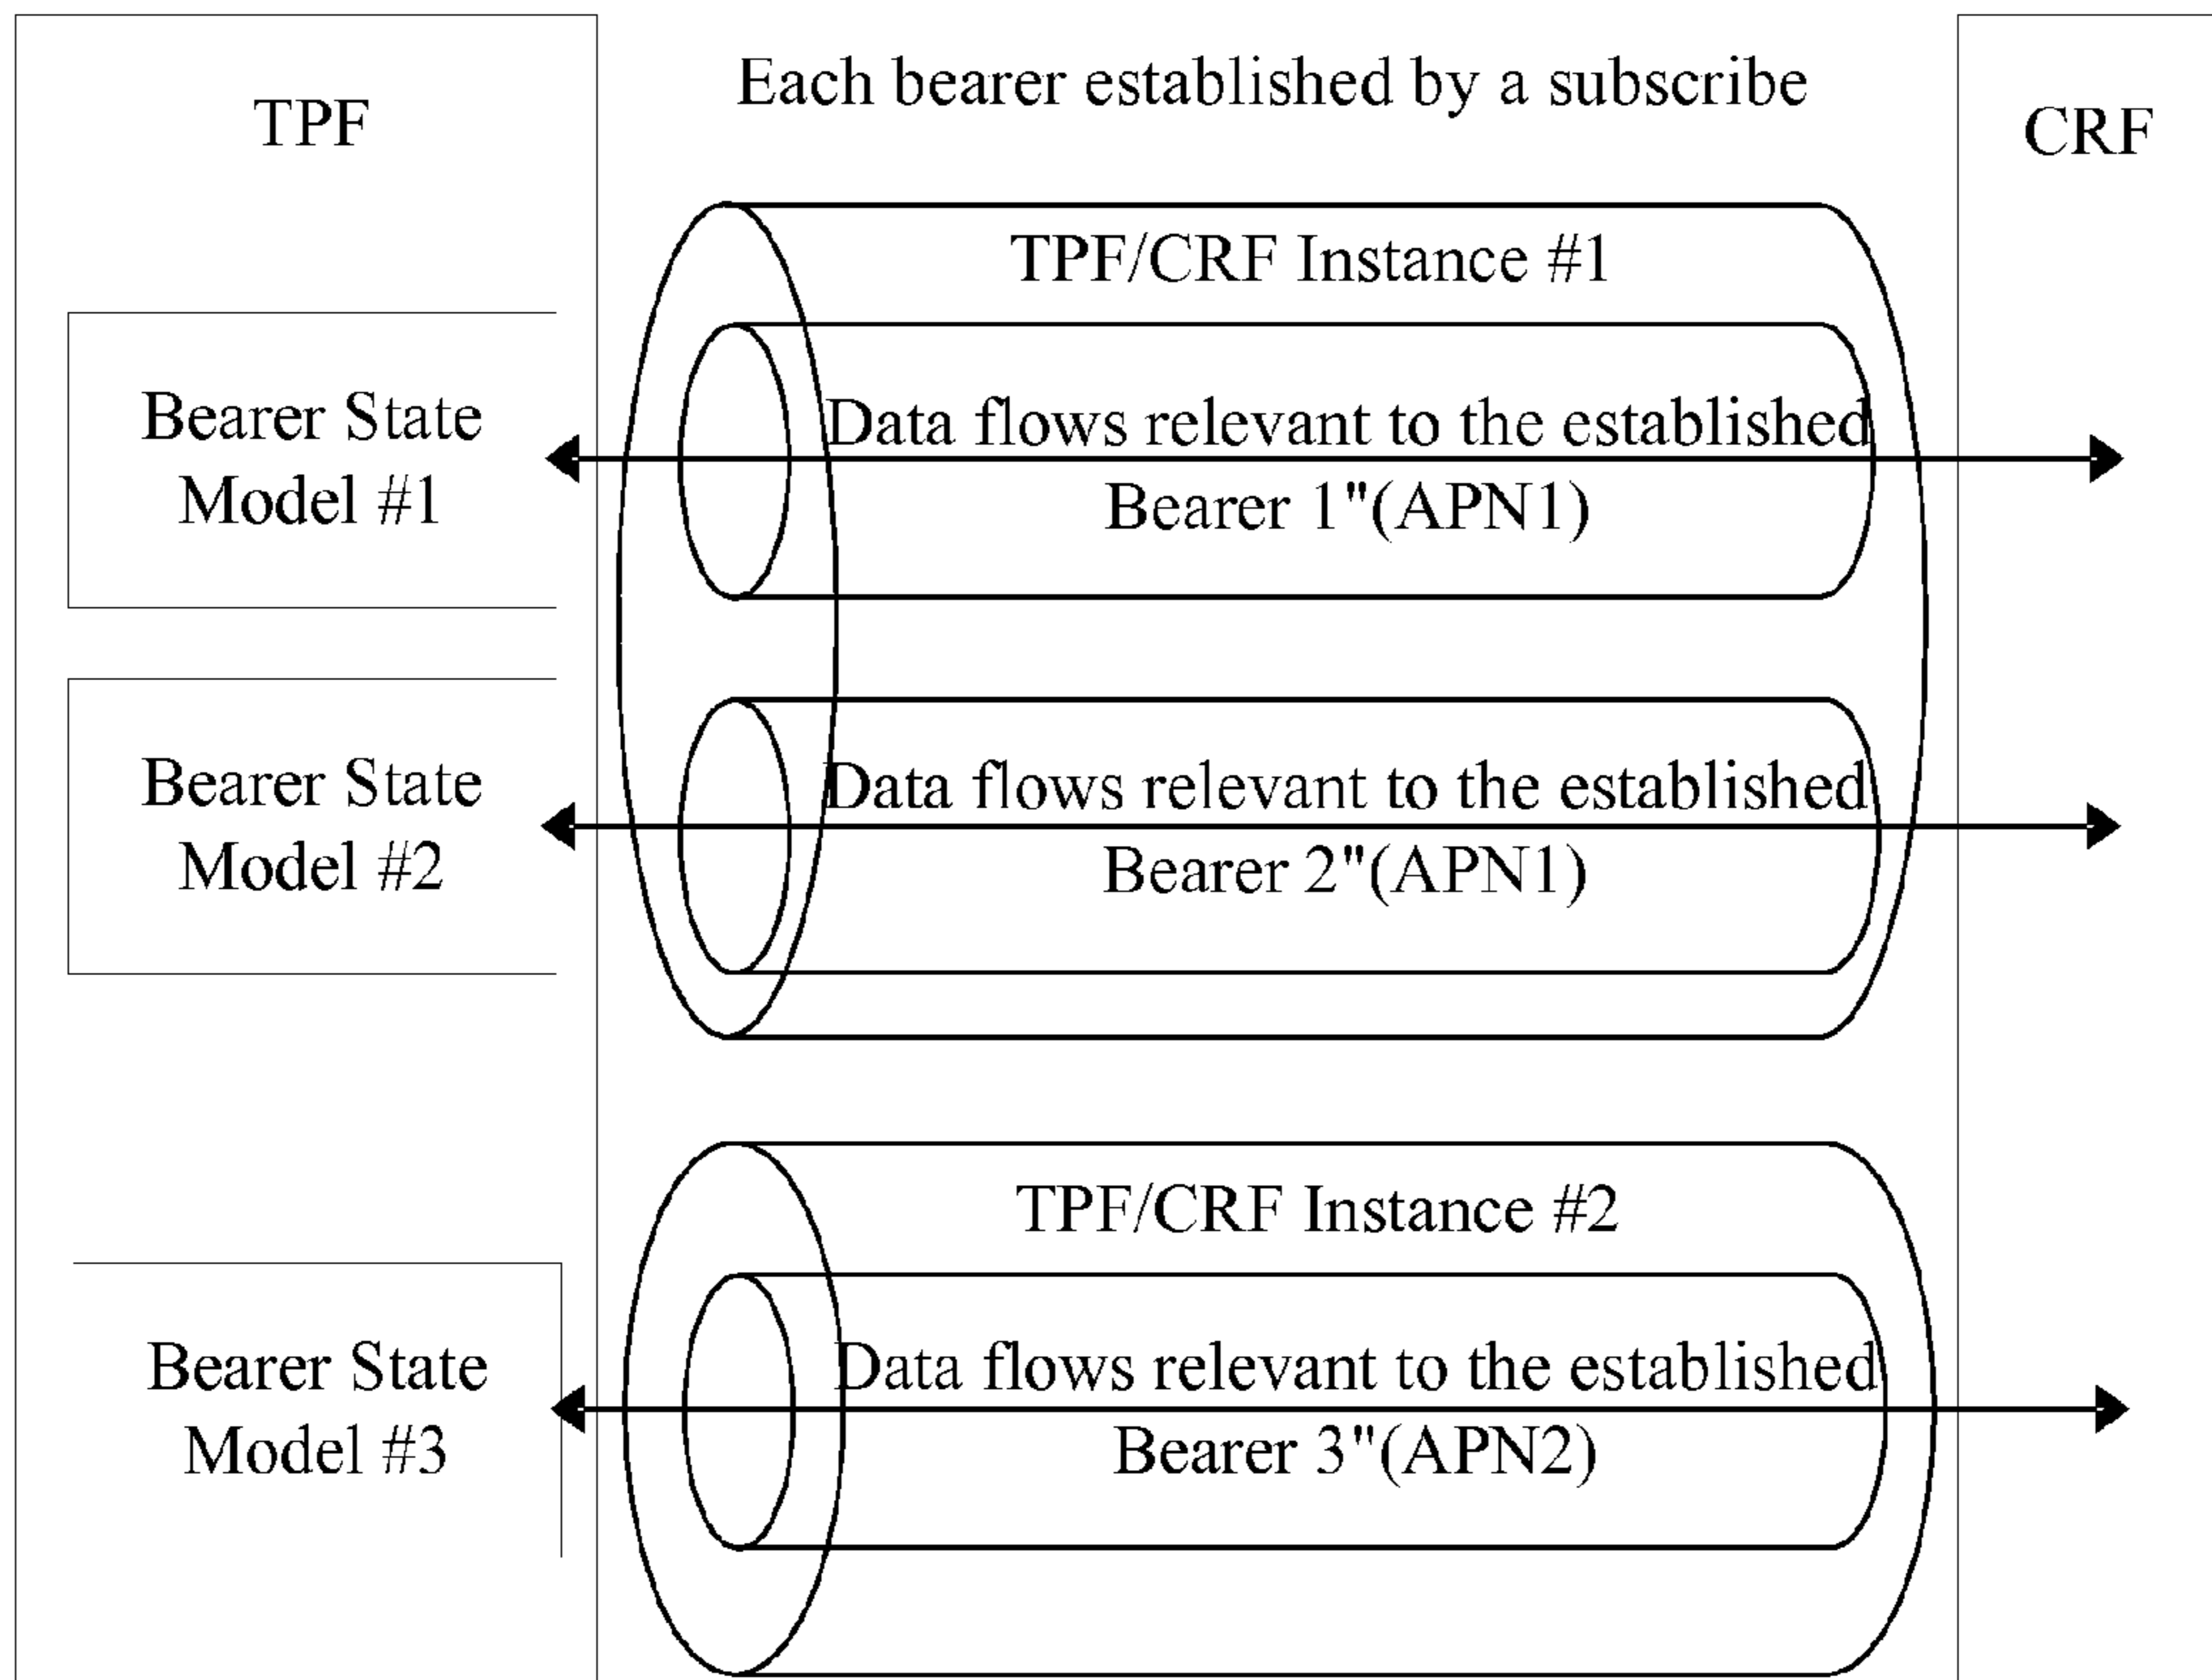 TPF
Each bearer established by a subscribe
CRF
TPF/CRF Instance #1
Bearer State
Model #1
Data flows relevant to the established
Bearer 1"(APN1)
Bearer State
Model #2
Data flows relevant to the established
Bearer 2"(APN1)
TPF/CRF Instance #2
Bearer State
Model #3
Data flows relevant to the established
Bearer 3"(APN2)